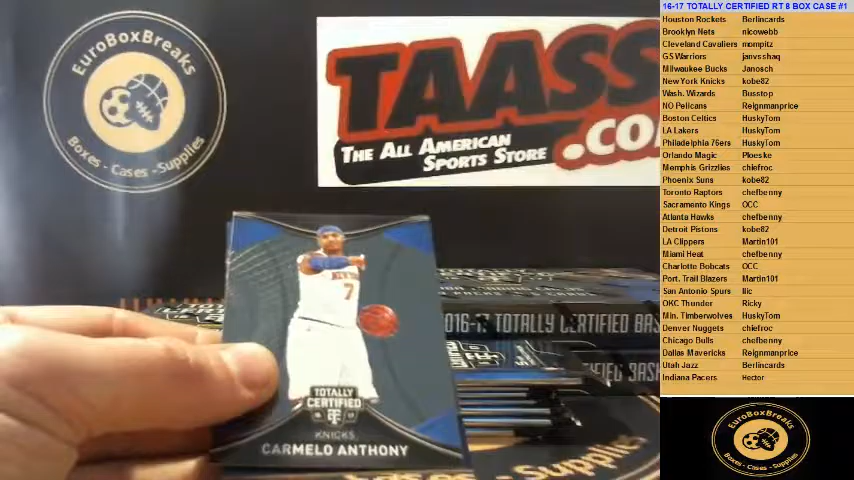 EuroBoxBreaks
Boxes - Cases - Supplies
TAASS
.CO
THE ALL AMERICAN
SPORTS STORE
NEW YORK
7
TOTALLY
CERTIFIED
KNICKS
CARMELO ANTHONY
TOTALLY CERTIFIED BAS
Supplies
16-17 TOTALLY CERTIFIED RT 8 BOX CASE #1
Houston Rockets Berlincards
Brooklyn Nets nicowebb
Cleveland Cavaliers mompitz
GS Warriors janvsshaq
Milwaukee Bucks Janosch
New York Knicks kobe82
Wash. Wizards Busstop
NO Pelicans Reignmanprice
Boston Celtics HuskyTom
LA Lakers HuskyTom
Philadelphia 76ers HuskyTom
Orlando Magic Ploeske
Memphis Grizzlies chiefroc
Phoenix Suns kobe82
Toronto Raptors chefbenny
Sacramento Kings OCC
Atlanta Hawks chefbenny
Detroit Pistons kobe82
LA Clippers Martin101
Miami Heat chefbenny
Charlotte Bobcats OCC
Port. Trail Blazers Martin101
San Antonio Spurs
OKC Thunder Ricky
Min. Timberwolves HuskyTom
Denver Nuggets chiefroc
Chicago Bulls chefbenny
Dallas Mavericks Reignmanprice
Utah Jazz Berlincards
Indiana Pacers Hector
EuroBoxBreaks
Boxes - Cases - Supplies